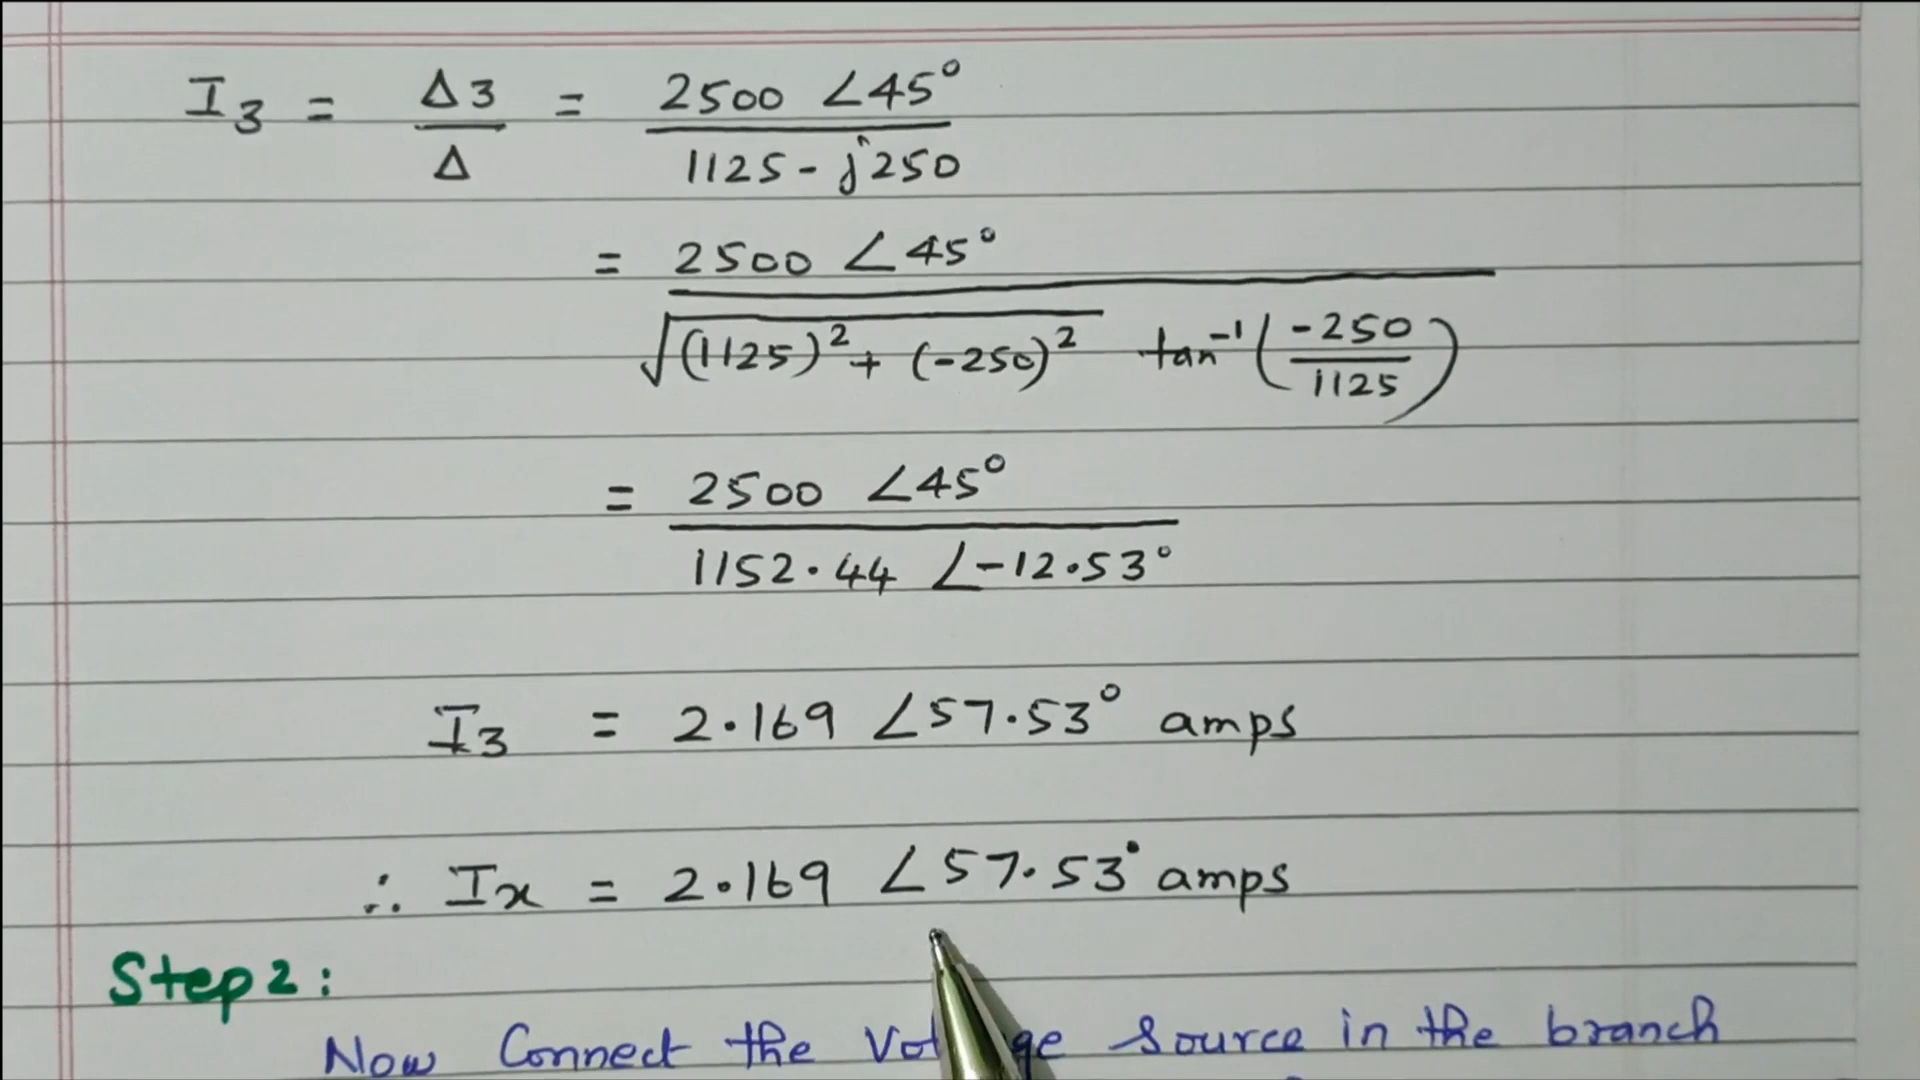 I3 = Δ3 / Δ = 2500 ∠45° / 1125 - j250
= 2500 ∠45° / √(1125)² + (-250)² tan⁻¹(-250/1125)
= 2500 ∠45° / 1152.44 ∠-12.53°
I3 = 2.169 ∠57.53° amps
∴ Ix = 2.169 ∠57.53° amps
Step 2:
Now Connect the source in the branch